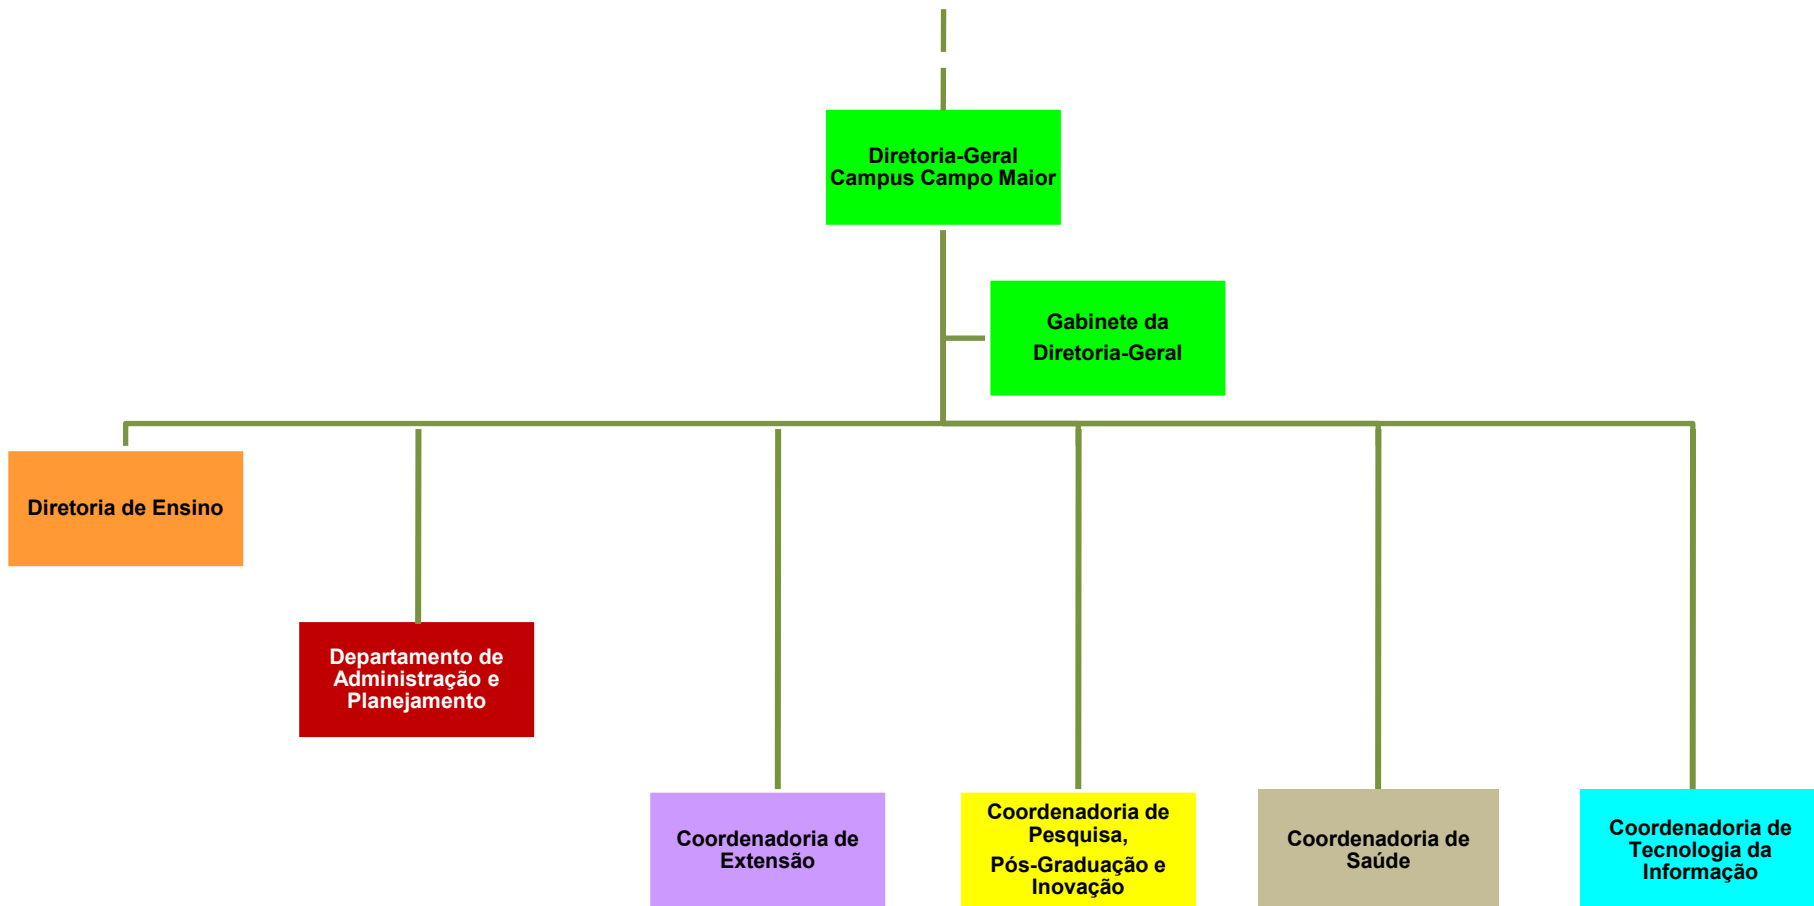 Diretoria-Geral
Campus Campo Maior
Gabinete da
Diretoria-Geral
Diretoria de Ensino
Departamento de
Administração e
Planejamento
Coordenadoria de
Extensão
Coordenadoria de
Pesquisa,
Pós-Graduação e
Inovação
Coordenadoria de
Saúde
Coordenadoria de
Tecnologia da
Informação